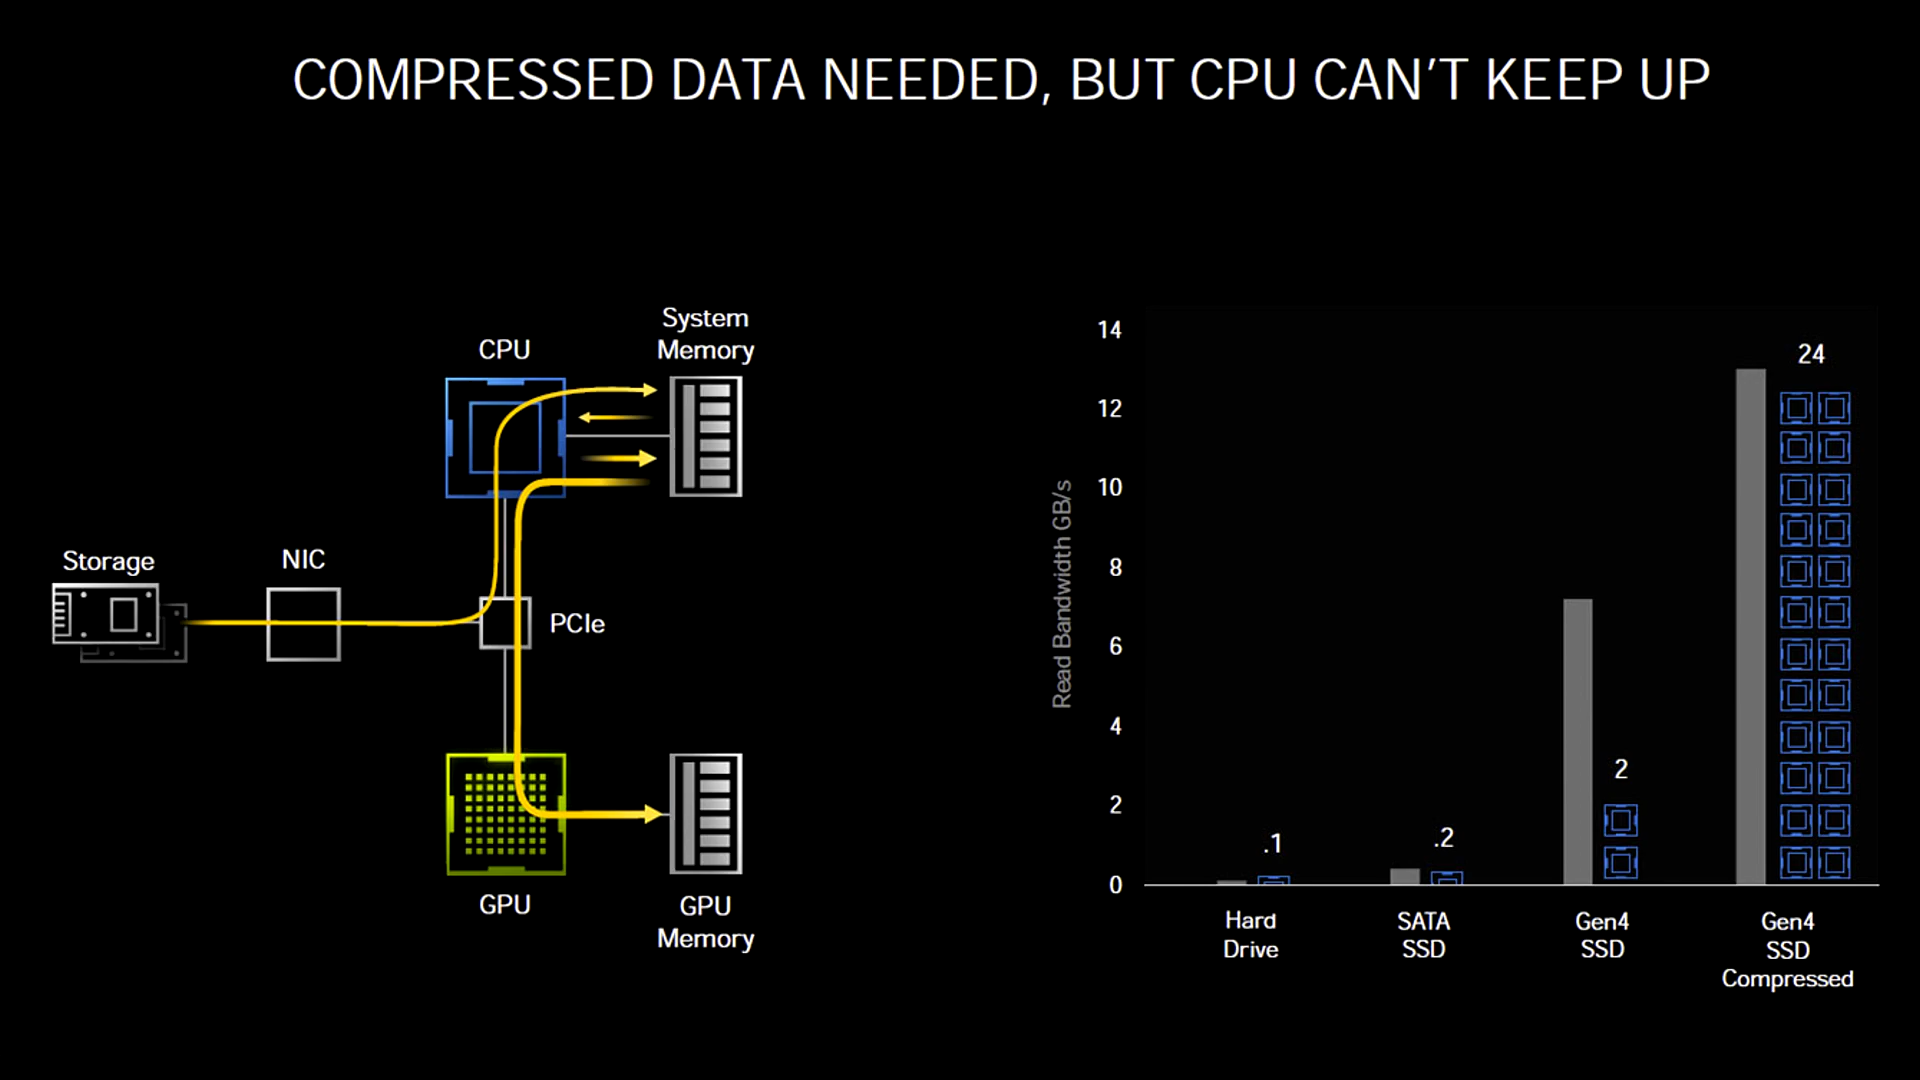 COMPRESSED DATA NEEDED, BUT CPU CAN'T KEEP UP
System
Memory
CPU
Storage
NIC
PCIe
GPU
GPU
Memory
Read Bandwidth GB/s
14
12
10
8
6
4
2
0
.1
.2
2
24
Hard
Drive
SATA
SSD
Gen4
SSD
Gen4
SSD
Compressed